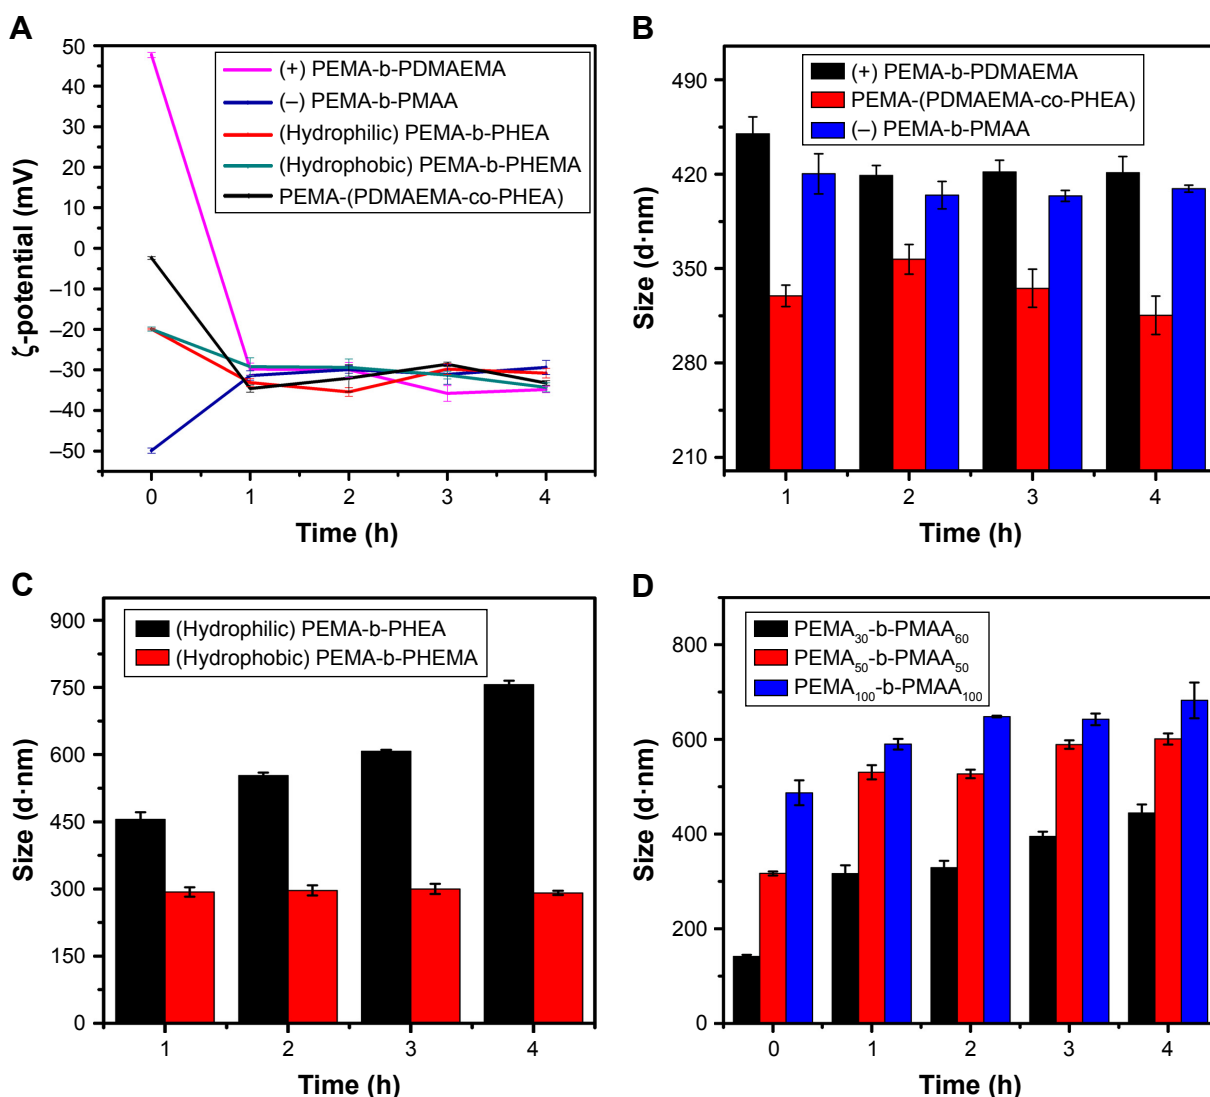 A
50
40
30
20
10
0
–10
–20
–30
–40
–50
ζ-potential (mV)
(+) PEMA-b-PDMAEMA
(–) PEMA-b-PMAA
(Hydrophilic) PEMA-b-PHEA
(Hydrophobic) PEMA-b-PHEMA
PEMA-(PDMAEMA-co-PHEA)
0 1 2 3 4
Time (h)
B
490
420
350
280
210
Size (d·nm)
(+) PEMA-b-PDMAEMA
PEMA-(PDMAEMA-co-PHEA)
(–) PEMA-b-PMAA
1 2 3 4
Time (h)
C
900
750
600
450
300
150
0
Size (d·nm)
(Hydrophilic) PEMA-b-PHEA
(Hydrophobic) PEMA-b-PHEMA
1 2 3 4
Time (h)
D
800
600
400
200
0
Size (d·nm)
PEMA₃₀-b-PMAA₆₀
PEMA₅₀-b-PMAA₅₀
PEMA₁₀₀-b-PMAA₁₀₀
0 1 2 3 4
Time (h)